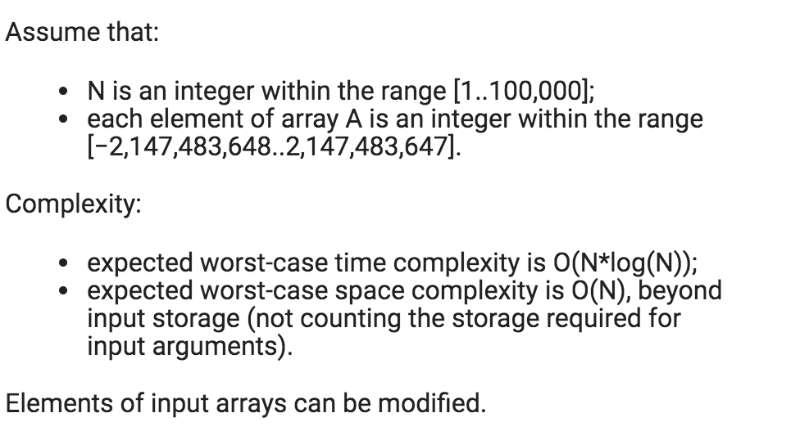 Assume that:
• N is an integer within the range [1..100,000];
• each element of array A is an integer within the range
[−2,147,483,648..2,147,483,647].
Complexity:
• expected worst-case time complexity is O(N*log(N));
• expected worst-case space complexity is O(N), beyond
input storage (not counting the storage required for
input arguments).
Elements of input arrays can be modified.